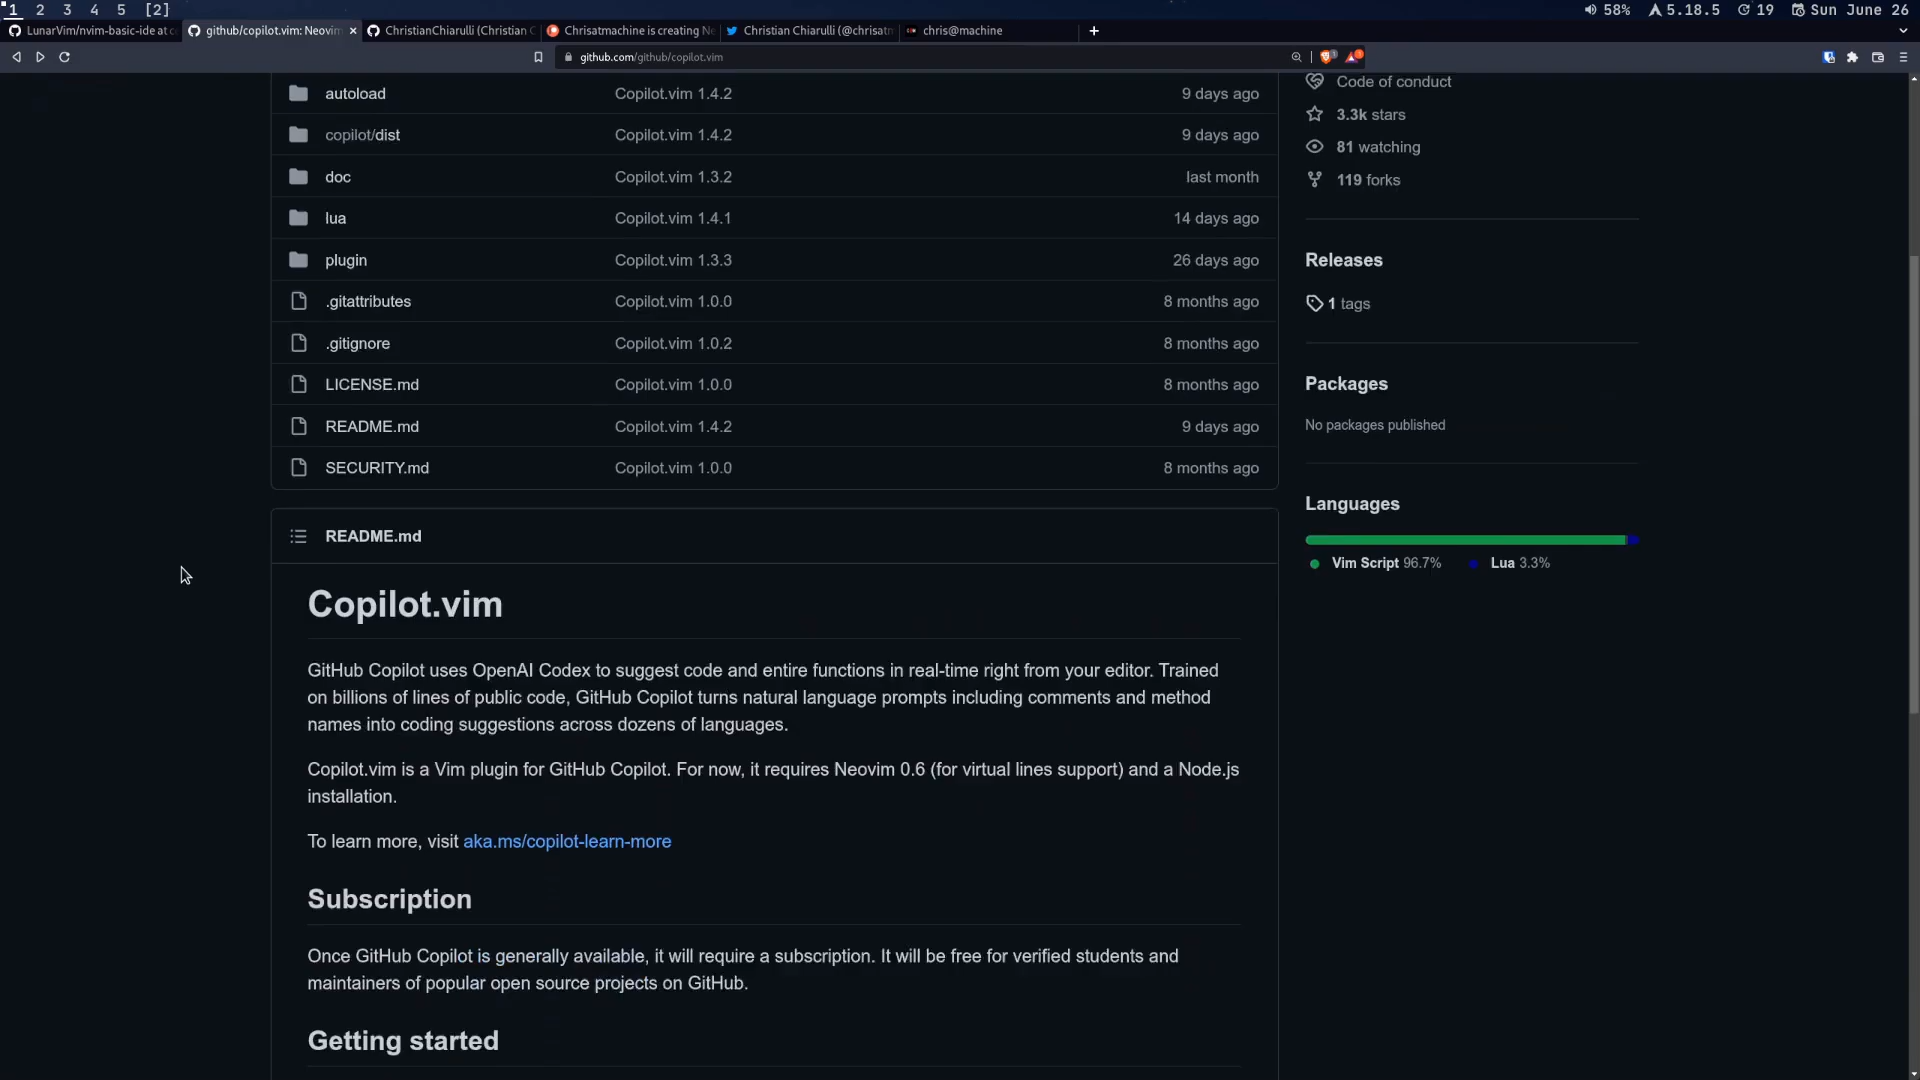 1 2 3 4 5 [2] 58% 5.18.5 19 Sun June 26
LunarVim/nvim-basic-ide at c github/copilot.vim: Neovim ChristianChiarulli (Christian C Chrisatmachine is creating Ne Christian Chiarulli (@chrisatm chris@machine
github.com/github/copilot.vim
autoload Copilot.vim 1.4.2 9 days ago
copilot/dist Copilot.vim 1.4.2 9 days ago
doc Copilot.vim 1.3.2 last month
lua Copilot.vim 1.4.1 14 days ago
plugin Copilot.vim 1.3.3 26 days ago
.gitattributes Copilot.vim 1.0.0 8 months ago
.gitignore Copilot.vim 1.0.2 8 months ago
LICENSE.md Copilot.vim 1.0.0 8 months ago
README.md Copilot.vim 1.4.2 9 days ago
SECURITY.md Copilot.vim 1.0.0 8 months ago
README.md
Copilot.vim
GitHub Copilot uses OpenAI Codex to suggest code and entire functions in real-time right from your editor. Trained
on billions of lines of public code, GitHub Copilot turns natural language prompts including comments and method
names into coding suggestions across dozens of languages.
Copilot.vim is a Vim plugin for GitHub Copilot. For now, it requires Neovim 0.6 (for virtual lines support) and a Node.js
installation.
To learn more, visit aka.ms/copilot-learn-more
Subscription
Once GitHub Copilot is generally available, it will require a subscription. It will be free for verified students and
maintainers of popular open source projects on GitHub.
Getting started
Code of conduct
3.3k stars
81 watching
119 forks
Releases
1 tags
Packages
No packages published
Languages
Vim Script 96.7% Lua 3.3%